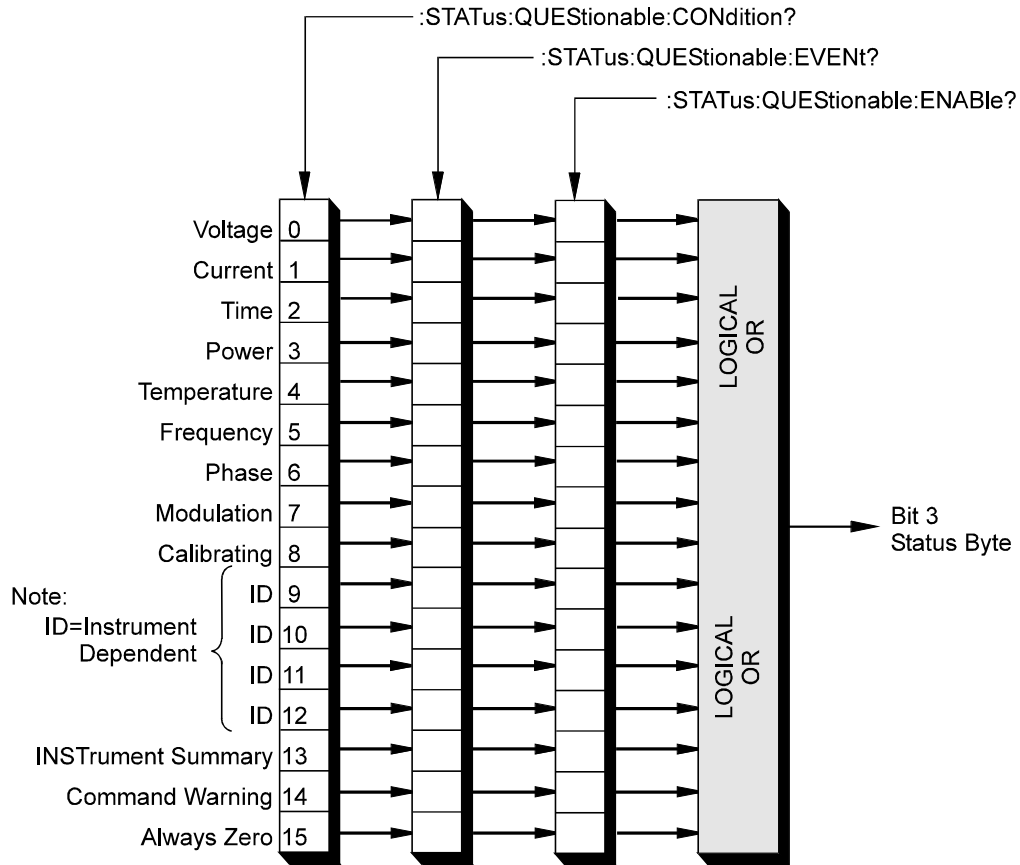 :STATus:QUEStionable:CONdition?
:STATus:QUEStionable:EVENt?
:STATus:QUEStionable:ENABle?
Voltage 0
Current 1
Time 2
Power 3
Temperature 4
Frequency 5
Phase 6
Modulation 7
Calibrating 8
ID 9
ID 10
ID 11
ID 12
INSTrument Summary 13
Command Warning 14
Always Zero 15
Note:
ID=Instrument
Dependent
LOGICAL
OR
LOGICAL
OR
Bit 3
Status Byte